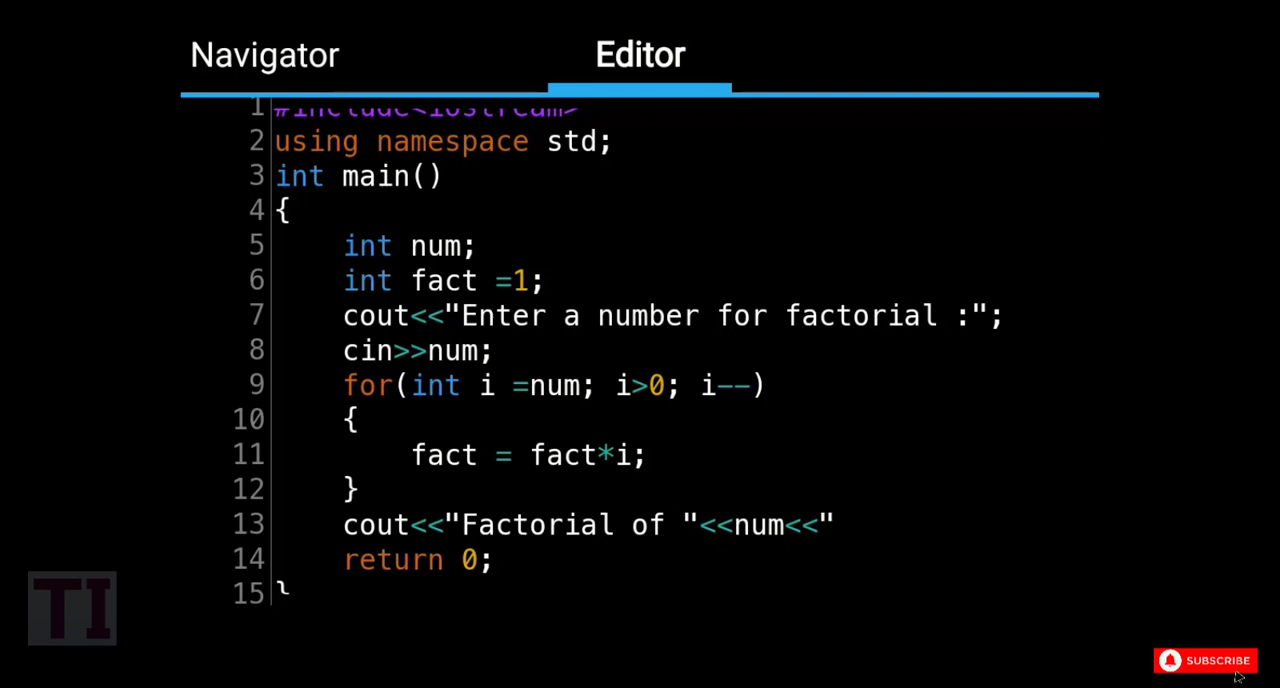 Navigator Editor
1 #include<iostream>
2 using namespace std;
3 int main()
4 {
5 int num;
6 int fact =1;
7 cout<<"Enter a number for factorial :";
8 cin>>num;
9 for(int i =num; i>0; i--)
10 {
11 fact = fact*i;
12 }
13 cout<<"Factorial of "<<num<<"
14 return 0;
15 }
TI
SUBSCRIBE